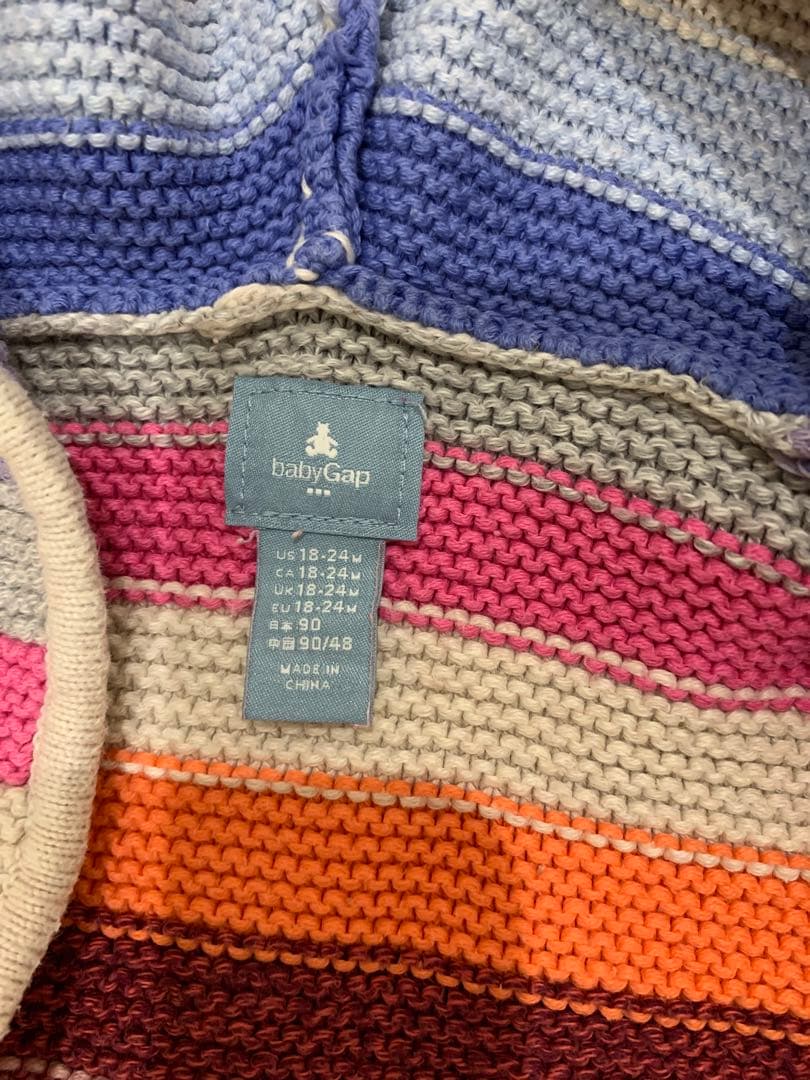 babyGap
US 18-24M
CA 18-24M
UK 18-24M
EU 18-24M
日本 90
中国 90/48
MADE IN
CHINA